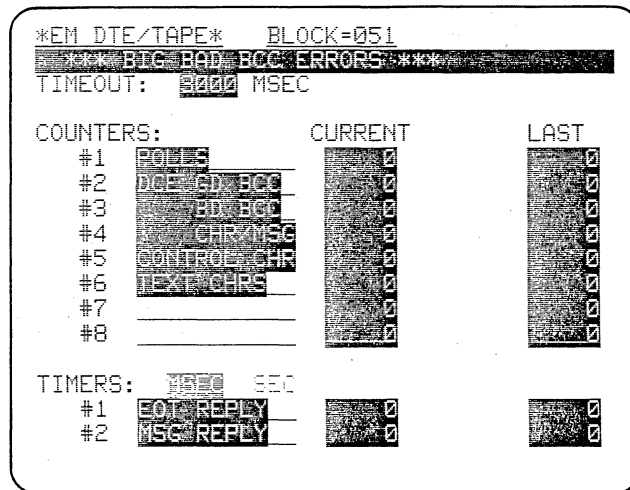 *EM DTE/TAPE* BLOCK=051
*** BIG BAD BCC ERRORS ***
TIMEOUT: 3000 MSEC
COUNTERS: CURRENT LAST
#1 POLLS 0 0
#2 DCE GD BCC 0 0
#3 BD BCC 0 0
#4 CHR/MSG 0 0
#5 CONTROL CHR 0 0
#6 TEXT CHRS 0 0
#7 0 0
#8 0 0
TIMERS: MSEC SEC
#1 EOT REPLY 0 0
#2 MSG REPLY 0 0